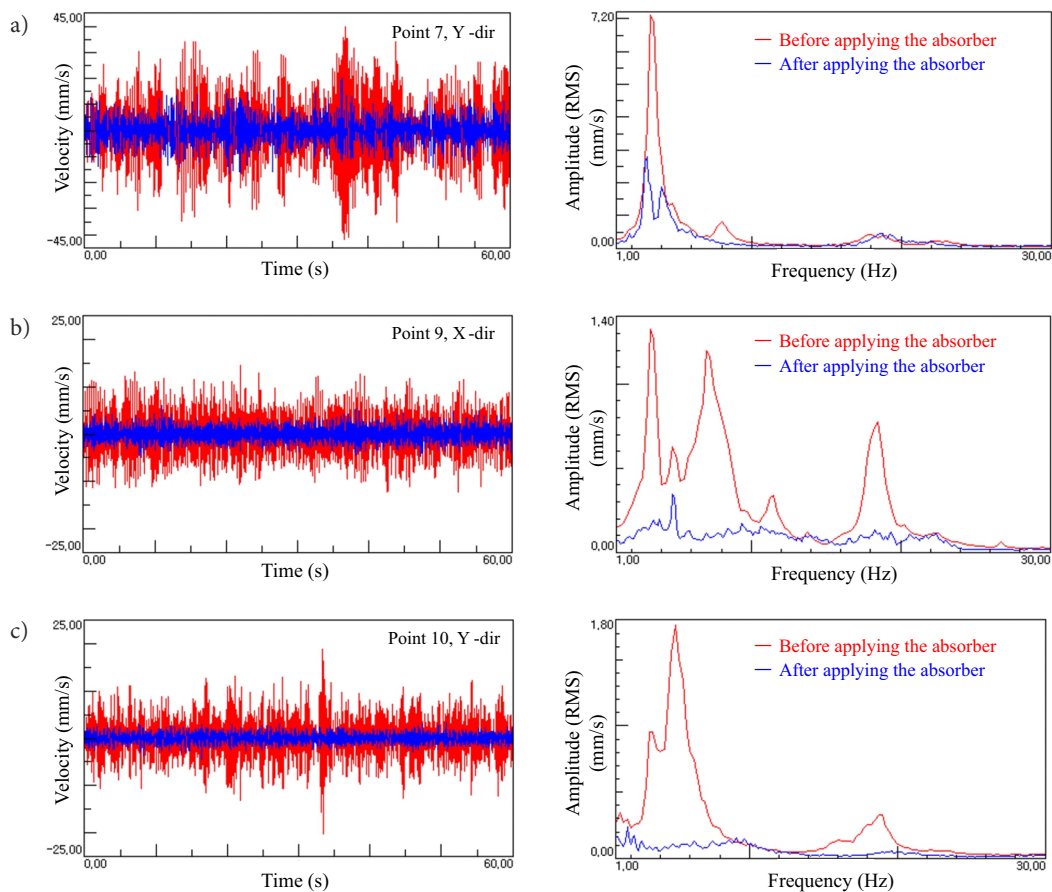 a)
45,00
Point 7, Y-dir
Velocity (mm/s)
−45,00
0,00
60,00
Time (s)
7,20
Before applying the absorber
After applying the absorber
Amplitude (RMS)
(mm/s)
0,00
1,00
30,00
Frequency (Hz)
b)
25,00
Point 9, X-dir
Velocity (mm/s)
−25,00
0,00
60,00
Time (s)
1,40
Before applying the absorber
After applying the absorber
Amplitude (RMS)
(mm/s)
0,00
1,00
30,00
Frequency (Hz)
c)
25,00
Point 10, Y-dir
Velocity (mm/s)
−25,00
0,00
60,00
Time (s)
1,80
Before applying the absorber
After applying the absorber
Amplitude (RMS)
(mm/s)
0,00
1,00
30,00
Frequency (Hz)